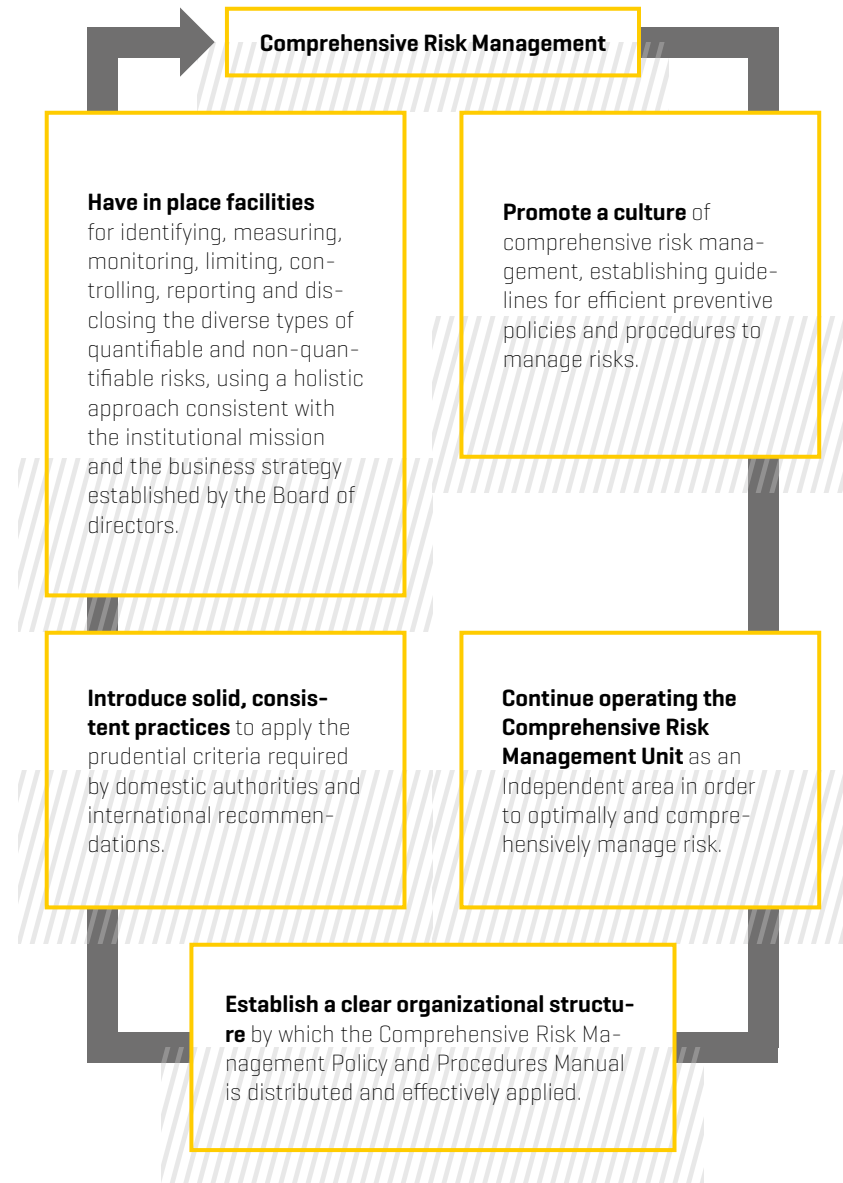 Comprehensive Risk Management
Promote a culture of
comprehensive risk mana-
gement, establishing guide-
lines for efficient preventive
policies and procedures to
manage risks.
Continue operating the
Comprehensive Risk
Management Unit as an
Independent area in order
to optimally and compre-
hensively manage risk.
Establish a clear organizational structu-
re by which the Comprehensive Risk Ma-
nagement Policy and Procedures Manual
is distributed and effectively applied.
Introduce solid, consis-
tent practices to apply the
prudential criteria required
by domestic authorities and
international recommen-
dations.
Have in place facilities
for identifying, measuring,
monitoring, limiting, con-
trolling, reporting and dis-
closing the diverse types of
quantifiable and non-quan-
tifiable risks, using a holistic
approach consistent with
the institutional mission
and the business strategy
established by the Board of
directors.